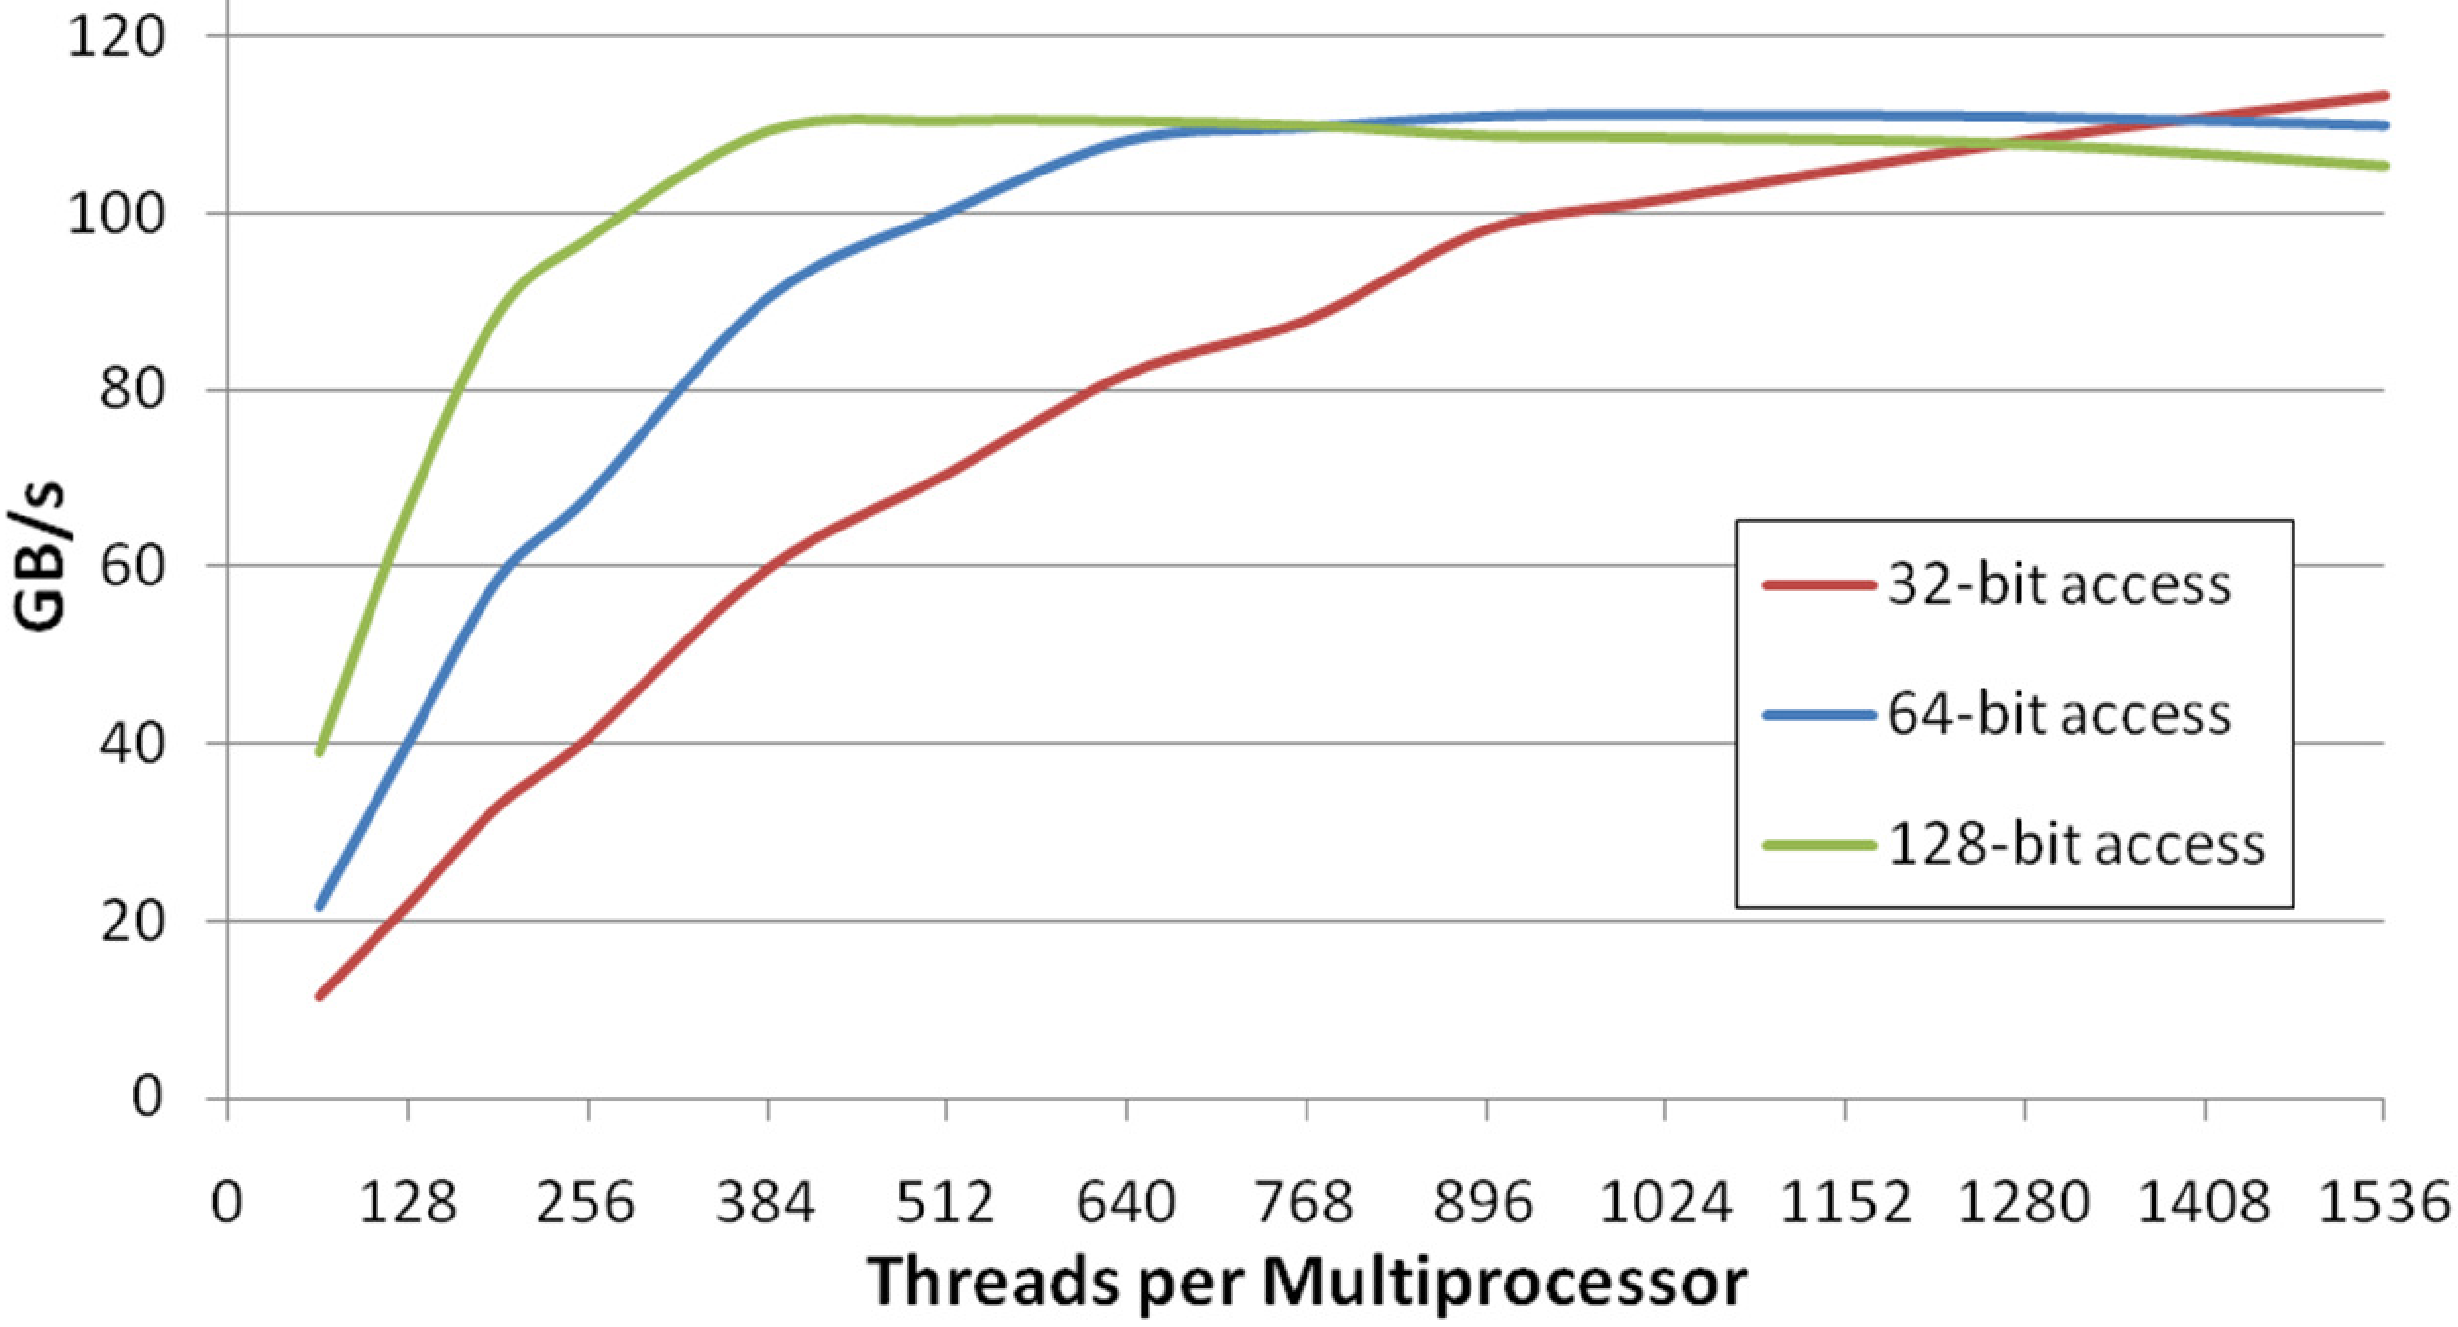 120
100
80
60
40
20
0
GB/s
32-bit access
64-bit access
128-bit access
0 128 256 384 512 640 768 896 1024 1152 1280 1408 1536
Threads per Multiprocessor